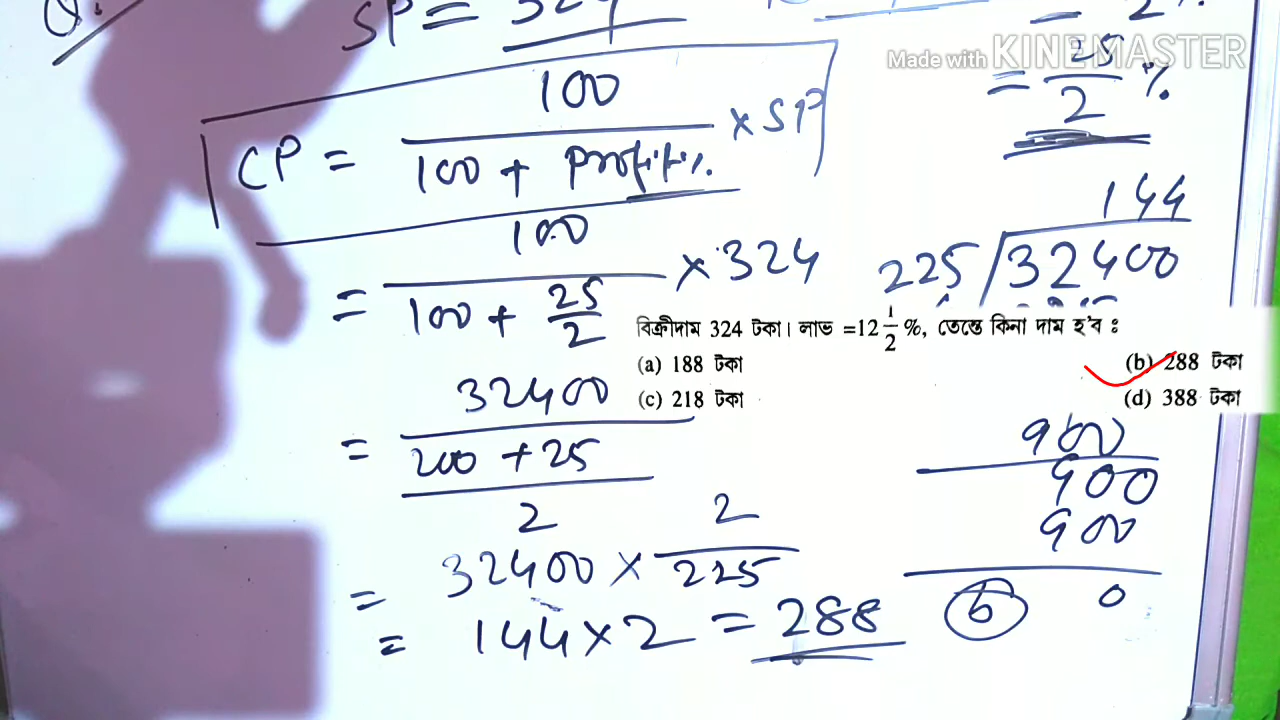 Q.
SP = 324
= 25/2 %
Made with KINEMASTER
CP = 100/(100 + Profit%) × SP
= 100/(100 + 25/2) × 324
144
225 / 32400
বিক্ৰীদাম 324 টকা। লাভ =12 1/2 %, তেন্তে কিনা দাম হ'ব :
(a) 188 টকা (b) 288 টকা
(c) 218 টকা (d) 388 টকা
= 32400/((200 + 25)/2)
900
900
= 32400 × 2/225
900
0
= 144 × 2 = 288
(b)